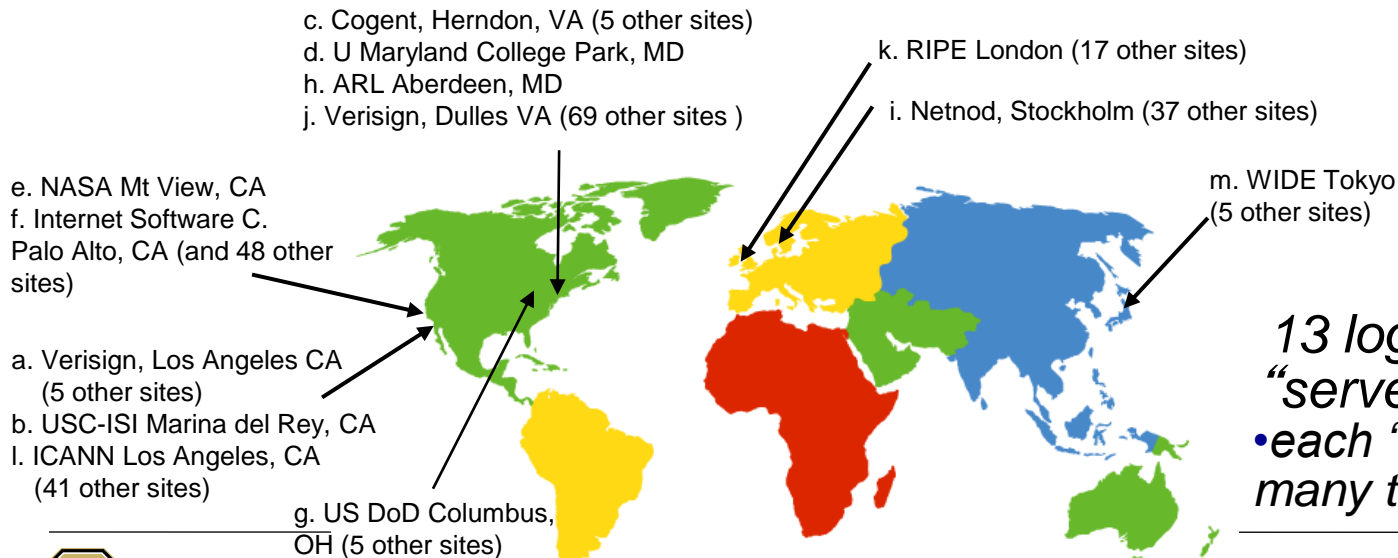 c. Cogent, Herndon, VA (5 other sites)
d. U Maryland College Park, MD
h. ARL Aberdeen, MD
j. Verisign, Dulles VA (69 other sites )
k. RIPE London (17 other sites)
i. Netnod, Stockholm (37 other sites)
m. WIDE Tokyo
(5 other sites)
e. NASA Mt View, CA
f. Internet Software C.
Palo Alto, CA (and 48 other
sites)
a. Verisign, Los Angeles CA
(5 other sites)
b. USC-ISI Marina del Rey, CA
l. ICANN Los Angeles, CA
(41 other sites)
g. US DoD Columbus,
OH (5 other sites)
13
•each
many